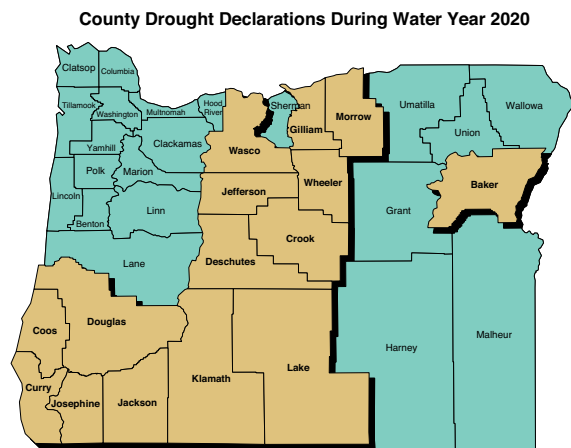 County Drought Declarations During Water Year 2020
Clatsop
Columbia
Tillamook
Washington
Multnomah
Hood
River
Sherman
Gilliam
Morrow
Umatilla
Wallowa
Union
Yamhill
Clackamas
Wasco
Polk
Marion
Wheeler
Baker
Jefferson
Lincoln
Linn
Grant
Benton
Crook
Lane
Deschutes
Coos
Douglas
Malheur
Harney
Lake
Klamath
Curry
Josephine
Jackson